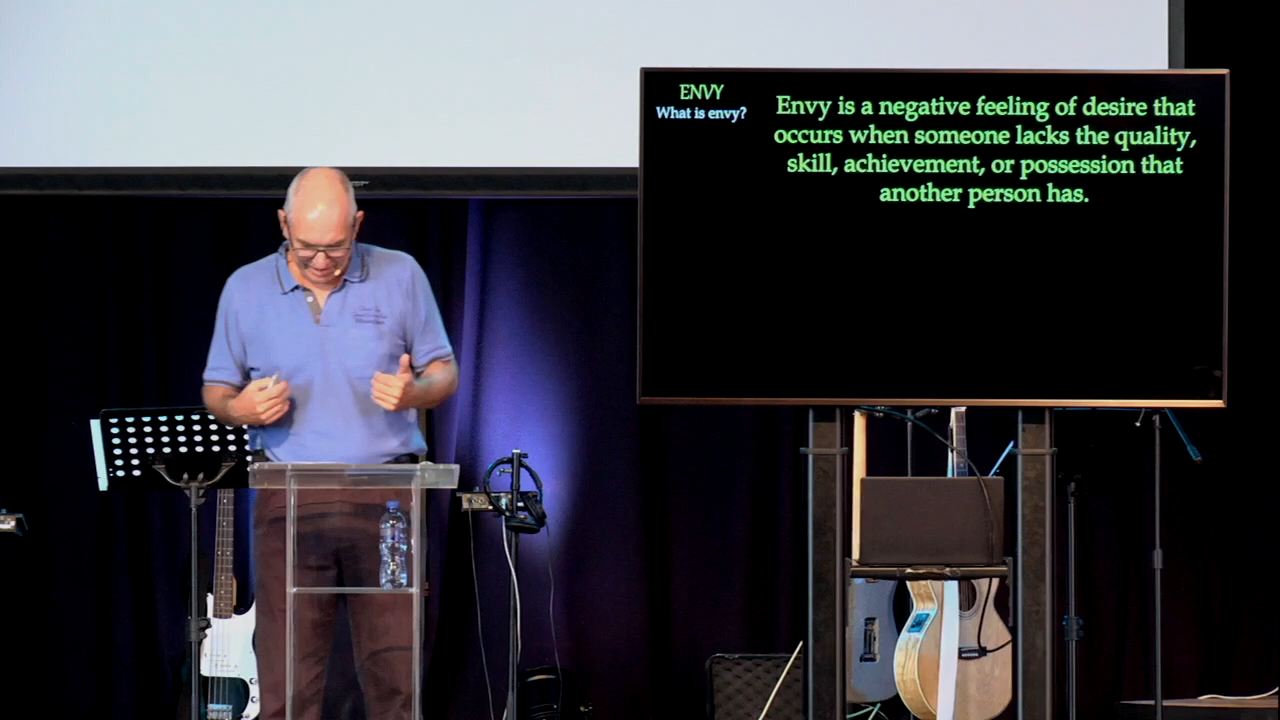 ENVY
What is envy?
Envy is a negative feeling of desire that
occurs when someone lacks the quality,
skill, achievement, or possession that
another person has.